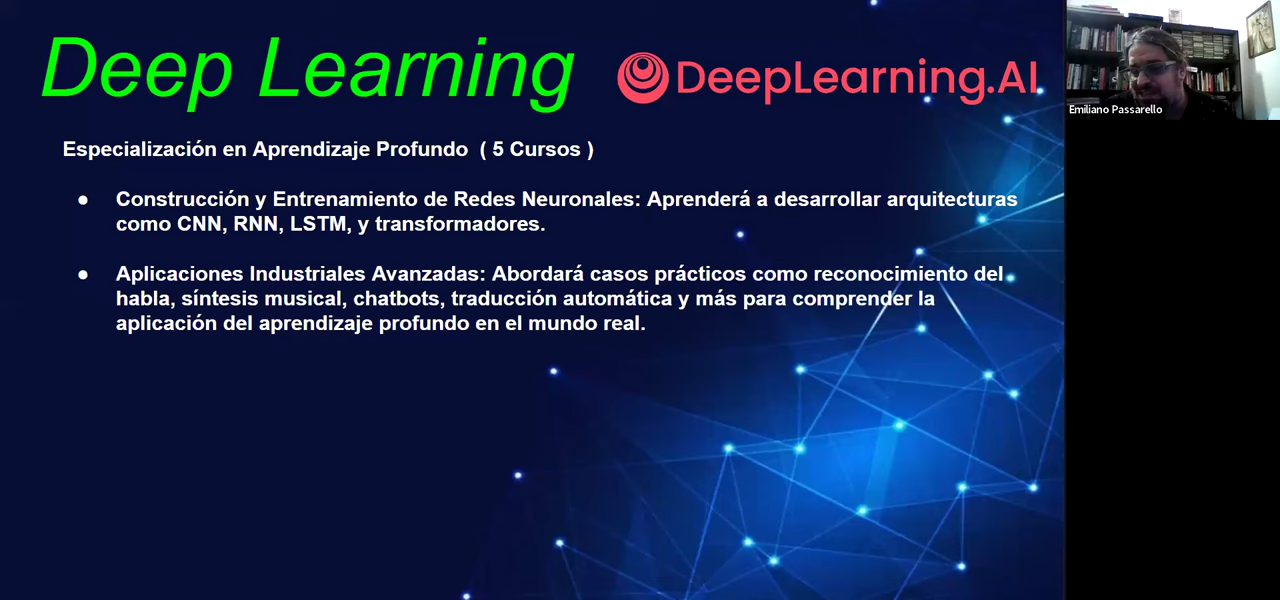 Deep Learning
DeepLearning.AI
Emiliano Passarello
Especialización en Aprendizaje Profundo ( 5 Cursos )
● Construcción y Entrenamiento de Redes Neuronales: Aprenderá a desarrollar arquitecturas
como CNN, RNN, LSTM, y transformadores.
● Aplicaciones Industriales Avanzadas: Abordará casos prácticos como reconocimiento del
habla, síntesis musical, chatbots, traducción automática y más para comprender la
aplicación del aprendizaje profundo en el mundo real.